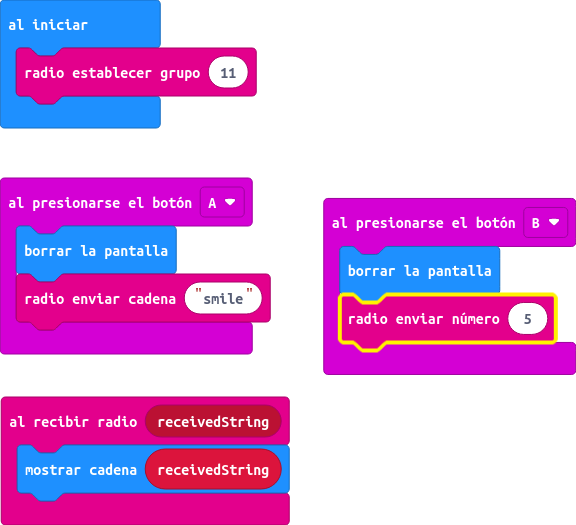 al iniciar
radio establecer grupo 11
al presionarse el botón A
borrar la pantalla
radio enviar cadena "smile"
al presionarse el botón B
borrar la pantalla
radio enviar número 5
al recibir radio receivedString
mostrar cadena receivedString